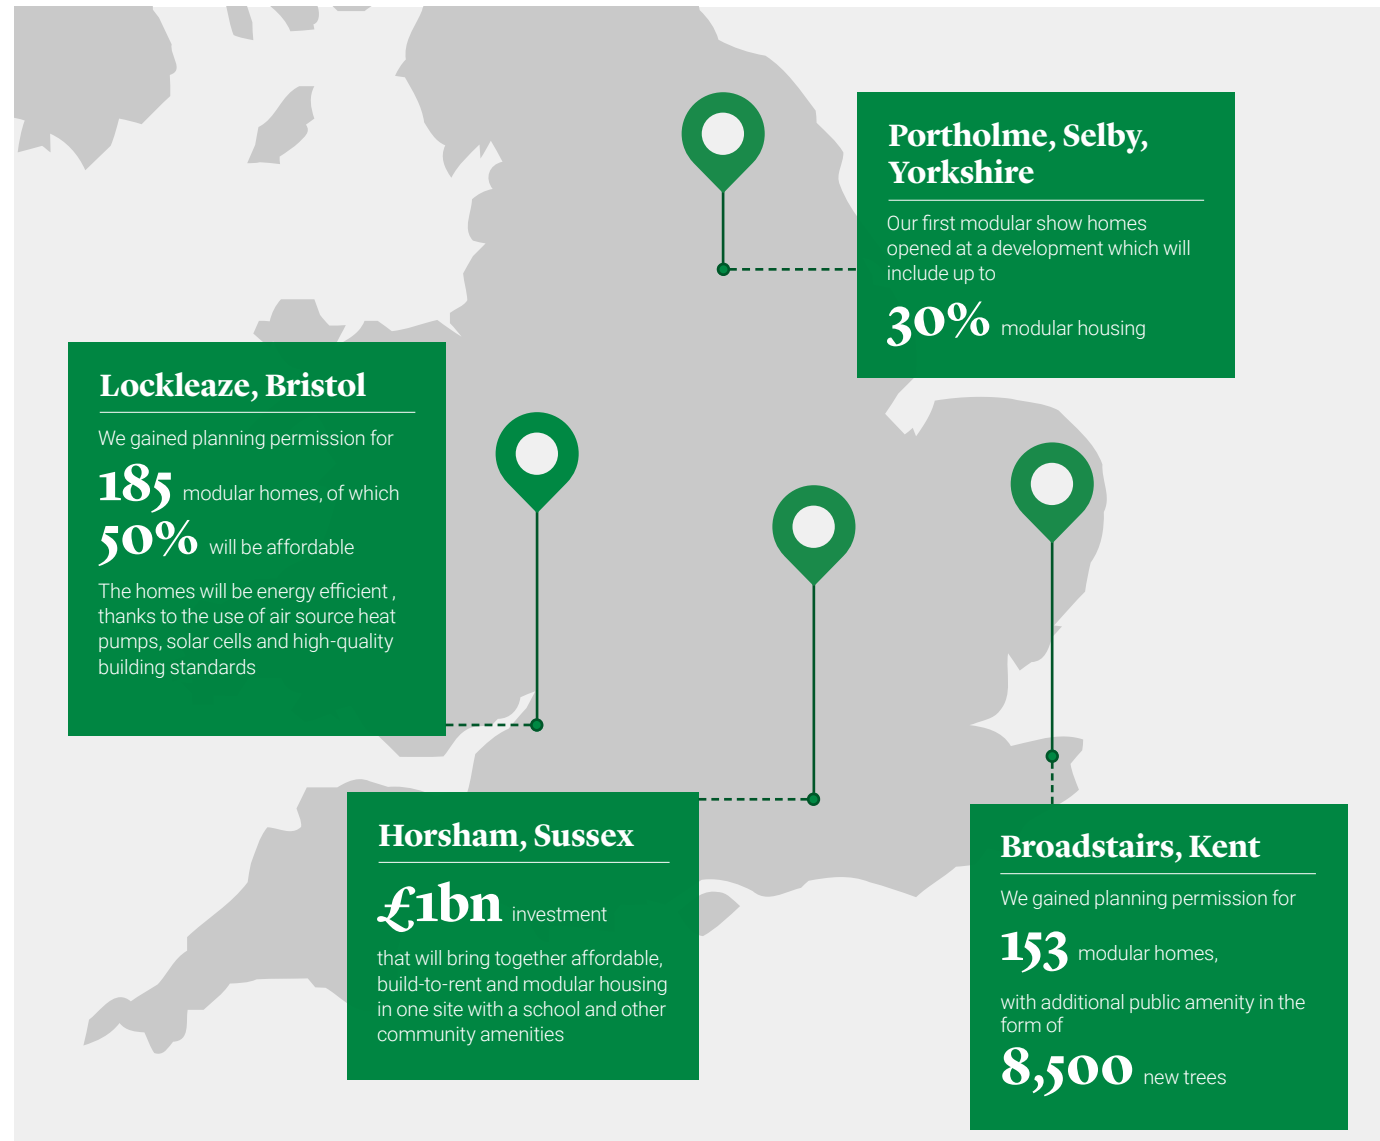 Portholme, Selby,
Yorkshire
Our first modular show homes
opened at a development which will
include up to
30% modular housing
Lockleaze, Bristol
We gained planning permission for
185 modular homes, of which
50% will be affordable
The homes will be energy efficient ,
thanks to the use of air source heat
pumps, solar cells and high-quality
building standards
Horsham, Sussex
£1bn investment
that will bring together affordable,
build-to-rent and modular housing
in one site with a school and other
community amenities
Broadstairs, Kent
We gained planning permission for
153 modular homes,
with additional public amenity in the
form of
8,500 new trees